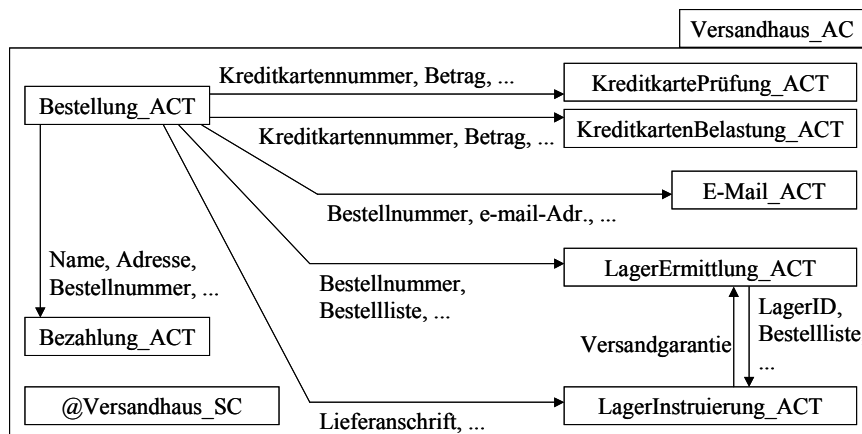 Versandhaus_AC
Kreditkartennummer, Betrag, ...
KreditkartePrüfung_ACT
Bestellung_ACT
KreditkartenBelastung_ACT
Kreditkartennummer, Betrag, ...
E-Mail_ACT
Bestellnummer, e-mail-Adr., ...
Name, Adresse,
Bestellnummer, ...
LagerErmittlung_ACT
Bestellnummer,
Bestellliste, ...
LagerID,
Bestellliste
...
Bezahlung_ACT
Versandgarantie
@Versandhaus_SC
LagerInstruierung_ACT
Lieferanschrift, ...